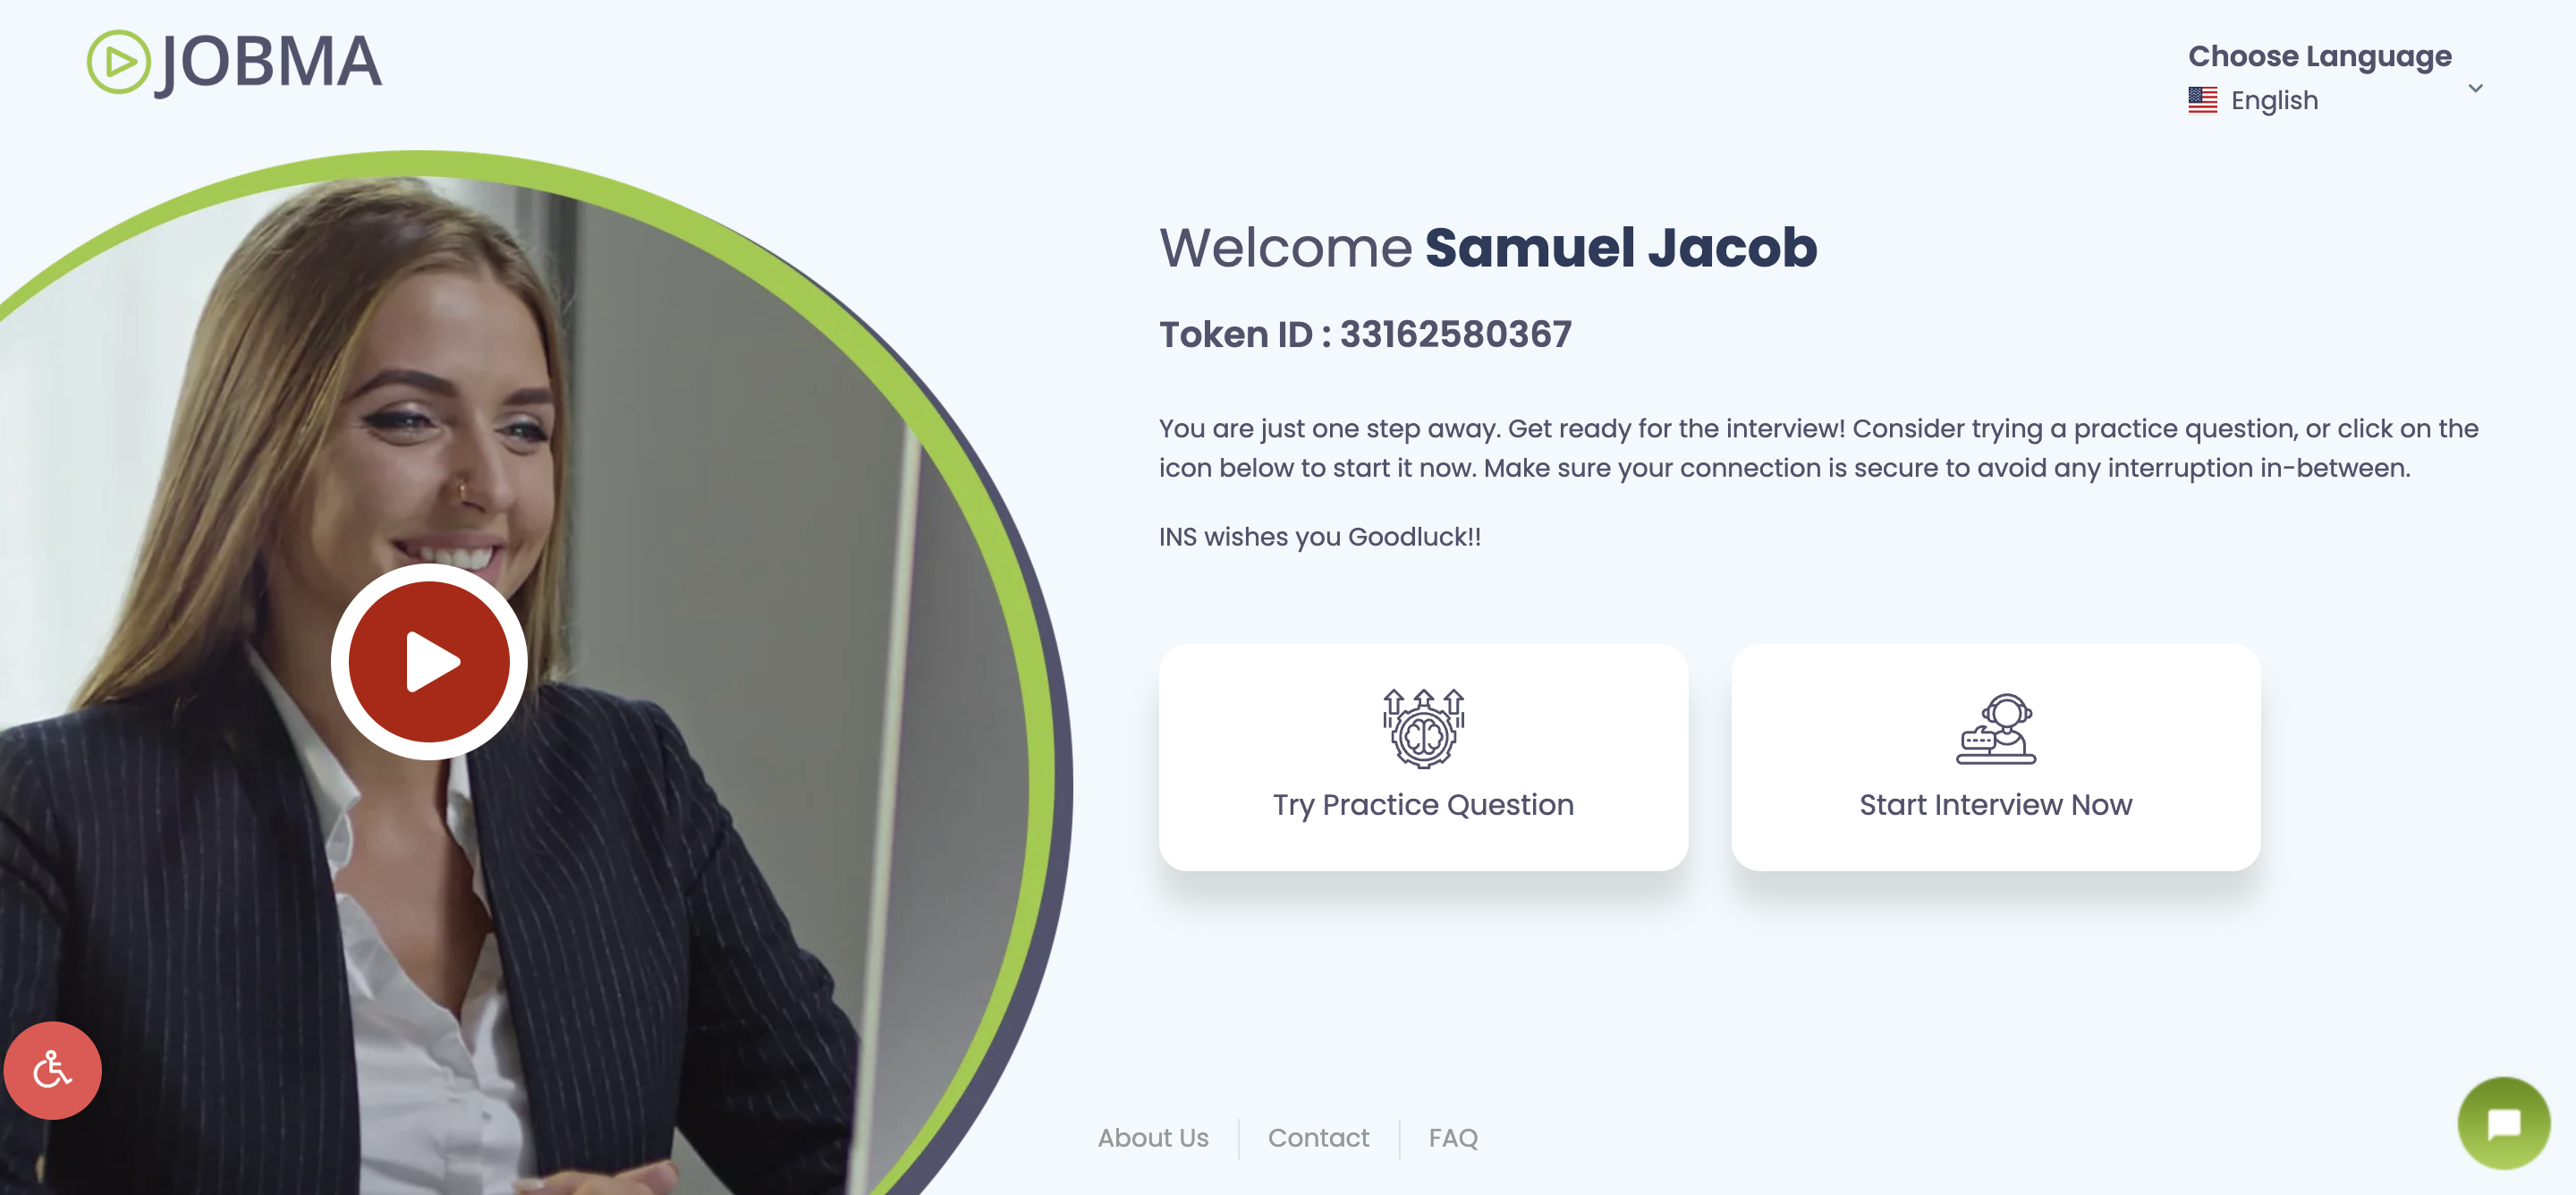 JOBMA
Choose Language
English
Welcome Samuel Jacob
Token ID : 33162580367
You are just one step away. Get ready for the interview! Consider trying a practice question, or click on the
icon below to start it now. Make sure your connection is secure to avoid any interruption in-between.
INS wishes you Goodluck!!
Try Practice Question
Start Interview Now
About Us
Contact
FAQ